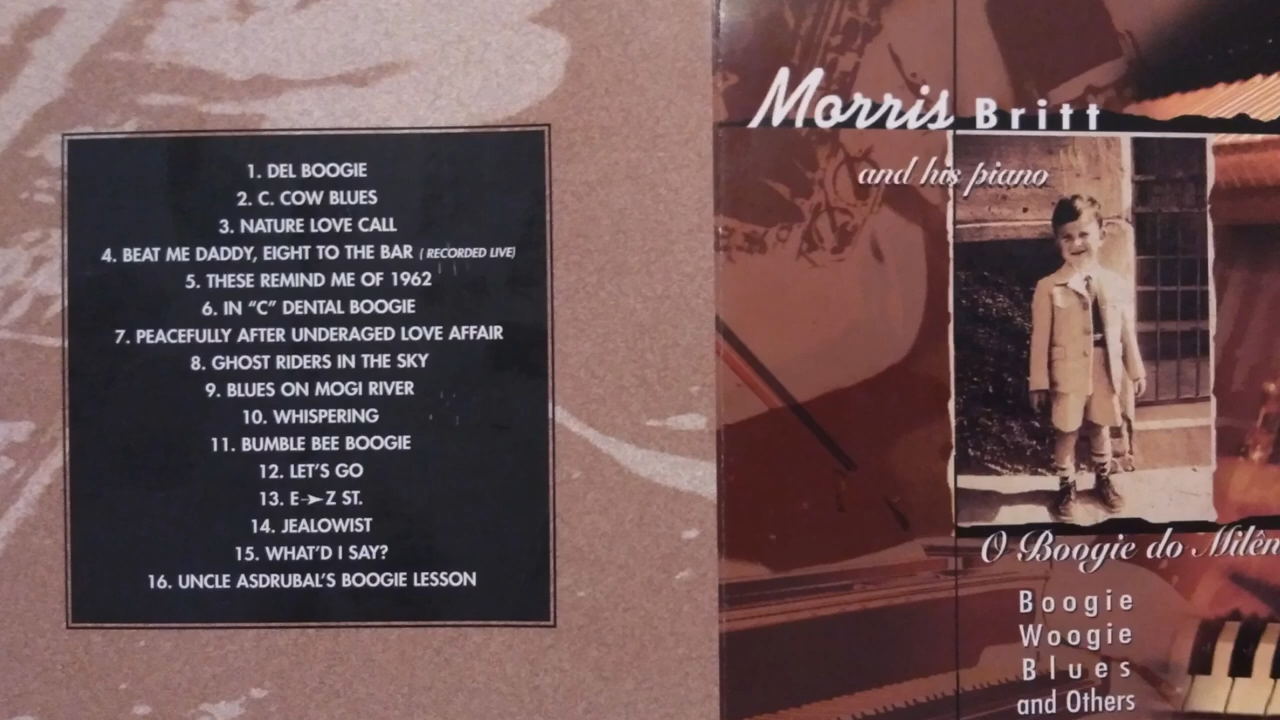 1. DEL BOOGIE
2. C. COW BLUES
3. NATURE LOVE CALL
4. BEAT ME DADDY, EIGHT TO THE BAR (RECORDED LIVE)
5. THESE REMIND ME OF 1962
6. IN “C” DENTAL BOOGIE
7. PEACEFULLY AFTER UNDERAGED LOVE AFFAIR
8. GHOST RIDERS IN THE SKY
9. BLUES ON MOGI RIVER
10. WHISPERING
11. BUMBLE BEE BOOGIE
12. LET'S GO
13. E➛Z ST.
14. JEALOWIST
15. WHAT'D I SAY?
16. UNCLE ASDRUBAL'S BOOGIE LESSON
Morris Britt
and his piano
O Boogie do Milên
Boogie
Woogie
Blues
and Others